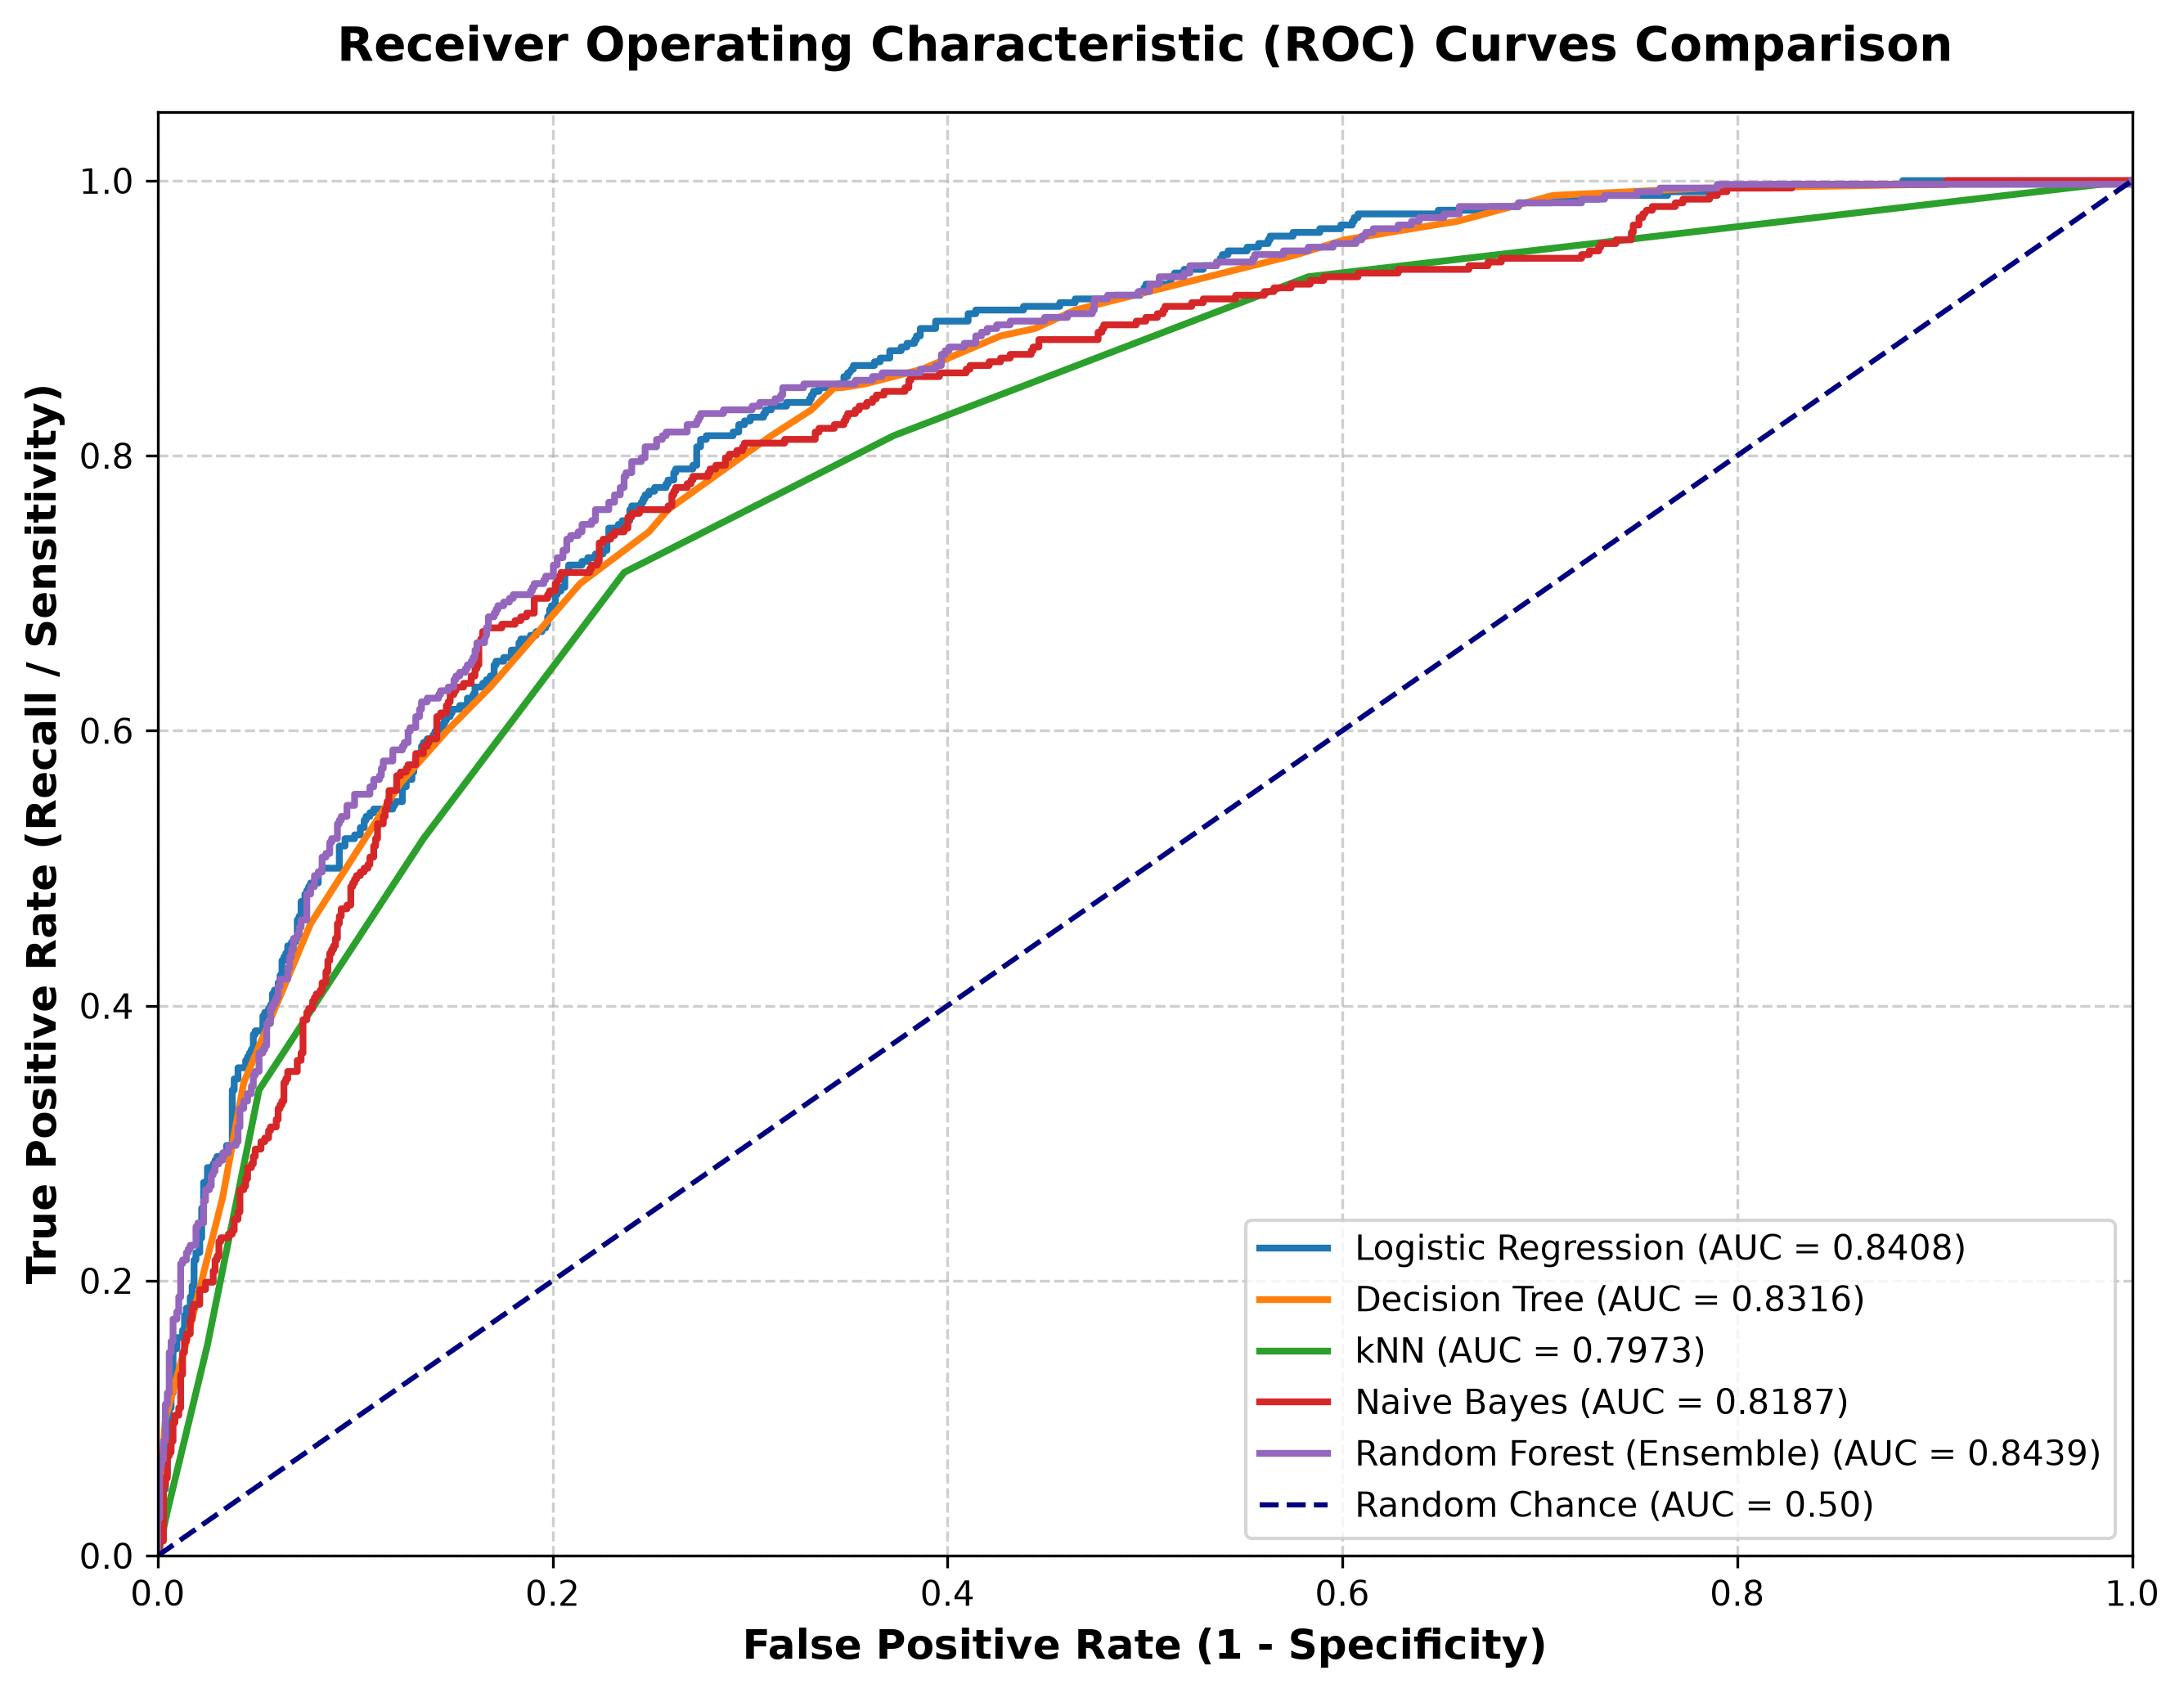 Receiver Operating Characteristic (ROC) Curves Comparison
True Positive Rate (Recall / Sensitivity)
1.0
0.8
0.6
0.4
0.2
0.0
Logistic Regression (AUC = 0.8408)
Decision Tree (AUC = 0.8316)
kNN (AUC = 0.7973)
Naive Bayes (AUC = 0.8187)
Random Forest (Ensemble) (AUC = 0.8439)
Random Chance (AUC = 0.50)
0.0 0.2 0.4 0.6 0.8 1.0
False Positive Rate (1 - Specificity)